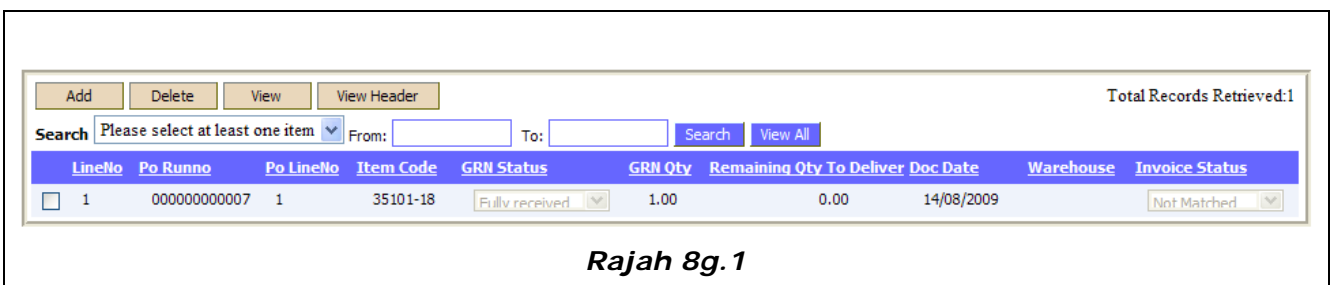 Add Delete View View Header Total Records Retrieved:1
Search Please select at least one item From: To: Search View All
LineNo Po Runno Po LineNo Item Code GRN Status GRN Qty Remaining Qty To Deliver Doc Date Warehouse Invoice Status
1 000000000007 1 35101-18 Fully received 1.00 0.00 14/08/2009 Not Matched
Rajah 8g.1